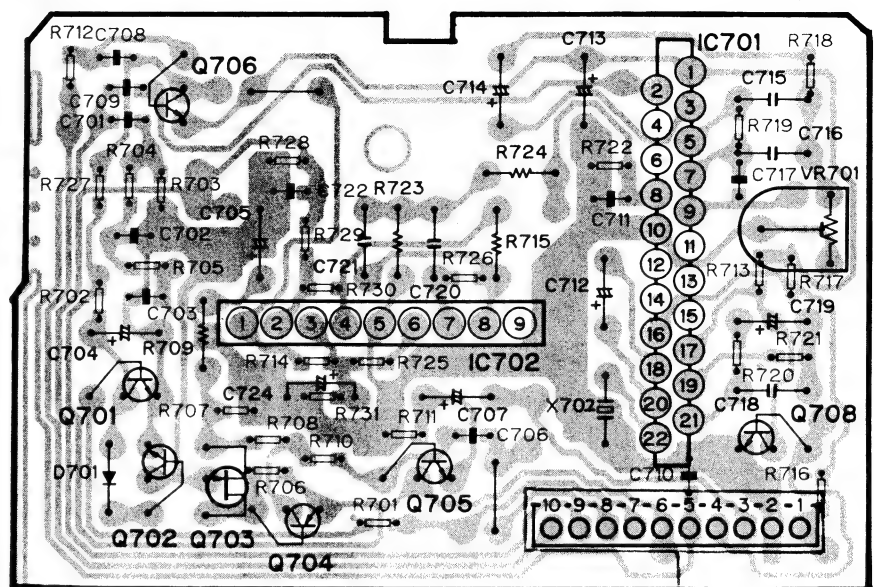 R712 C708
Q706
C709
C701
C713
C714
IC701
R718
C715
R719
C716
C717 VR701
R728
R704
R727 R703
C722 R723
R724
R722
C711
C705
C702
R729
R705
C721
R730
R726
C720
R715
C712
R713
R717
R702
C703
C704
R709
1 2 3 4 5 6 7 8 9
IC702
R714 R725
+
C719
R721
R720
C718
Q708
Q701
R707
C724
R731
R708
R710
R711
C707
C706
X702
D701
R706
Q705
R701
Q702 Q703
Q704
C710
R716
1
2
3
4
5
6
7
8
9
10
11
12
13
14
15
16
17
18
19
20
21
22
-10-9-8-7-6-5-4-3-2-1-